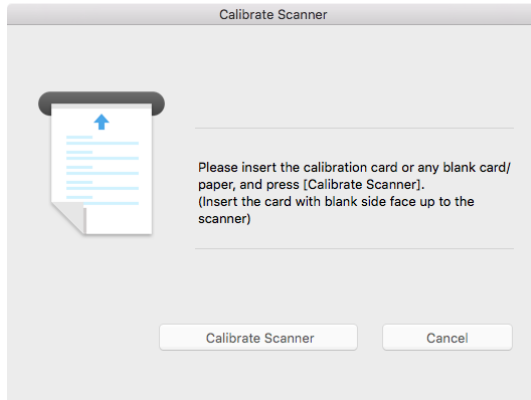 Calibrate Scanner
Please insert the calibration card or any blank card/
paper, and press [Calibrate Scanner].
(Insert the card with blank side face up to the
scanner)
Calibrate Scanner
Cancel